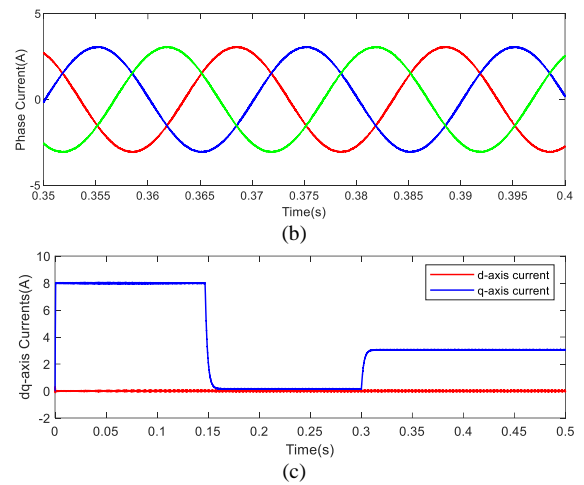 5
0
-5
Phase Current(A)
0.35 0.355 0.36 0.365 0.37 0.375 0.38 0.385 0.39 0.395 0.4
Time(s)
(b)
10
8
6
4
2
0
-2
dq-axis Currents(A)
d-axis current
q-axis current
0 0.05 0.1 0.15 0.2 0.25 0.3 0.35 0.4 0.45 0.5
Time(s)
(c)